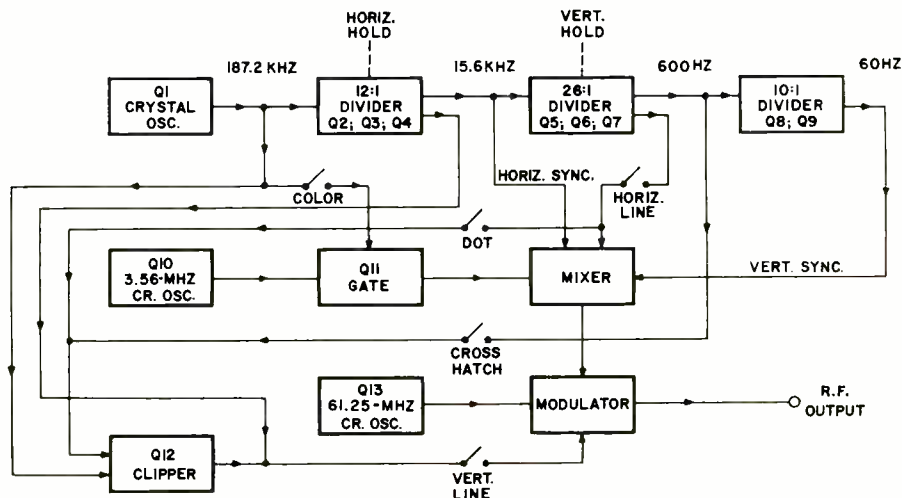 HORIZ.
HOLD
VERT.
HOLD
187.2 KHZ
15.6 KHZ
600 HZ
60HZ
Q1
CRYSTAL
OSC.
12:1
DIVIDER
Q2; Q3; Q4
26:1
DIVIDER
Q5; Q6; Q7
10:1
DIVIDER
Q8; Q9
COLOR
HORIZ. SYNC.
HORIZ.
LINE
DOT
Q10
3.56-MHZ
CR. OSC.
Q11
GATE
MIXER
VERT. SYNC.
CROSS
HATCH
Q13
61.25-MHZ
CR. OSC.
MODULATOR
R.F.
OUTPUT
Q12
CLIPPER
VERT.
LINE